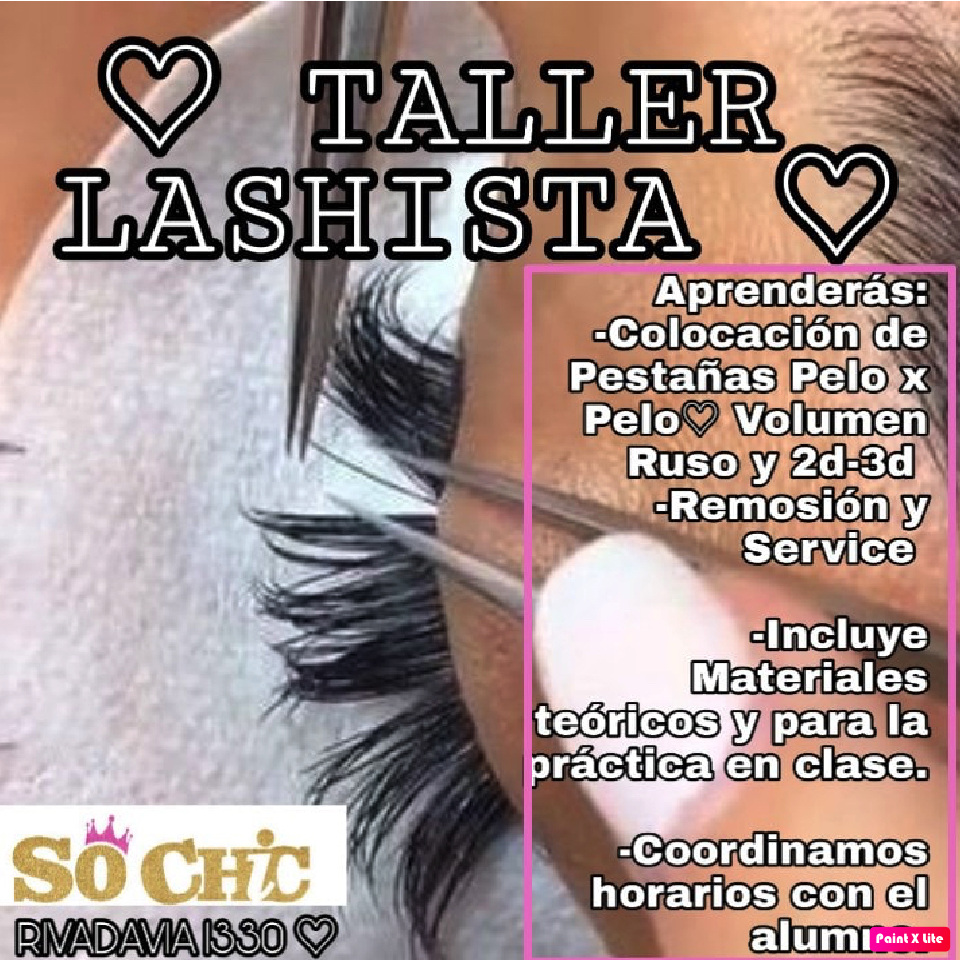 ♡ TALLER
LASHISTA ♡
Aprenderás:
-Colocación de
Pestañas Pelo x
Pelo♡ Volumen
Ruso y 2d-3d
-Remosión y
Service
-Incluye
Materiales
teóricos y para la
práctica en clase.
-Coordinamos
horarios con el
Paint X Lite
SO CHIC
RIVADAVIA 1330 ♡